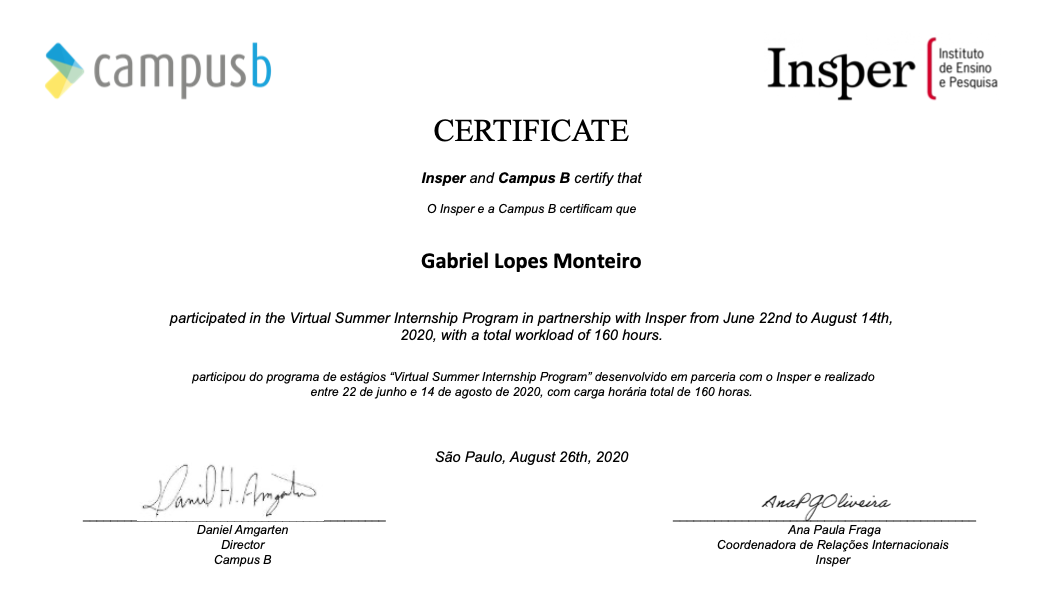 campusb
Insper
Instituto
de Ensino
e Pesquisa
CERTIFICATE
Insper and Campus B certify that
O Insper e a Campus B certificam que
Gabriel Lopes Monteiro
participated in the Virtual Summer Internship Program in partnership with Insper from June 22nd to August 14th,
2020, with a total workload of 160 hours.
participou do programa de estágios “Virtual Summer Internship Program” desenvolvido em parceria com o Insper e realizado
entre 22 de junho e 14 de agosto de 2020, com carga horária total de 160 horas.
São Paulo, August 26th, 2020
Daniel H. Amgarten
AnaPGOliveira
Daniel Amgarten
Director
Campus B
Ana Paula Fraga
Coordenadora de Relações Internacionais
Insper